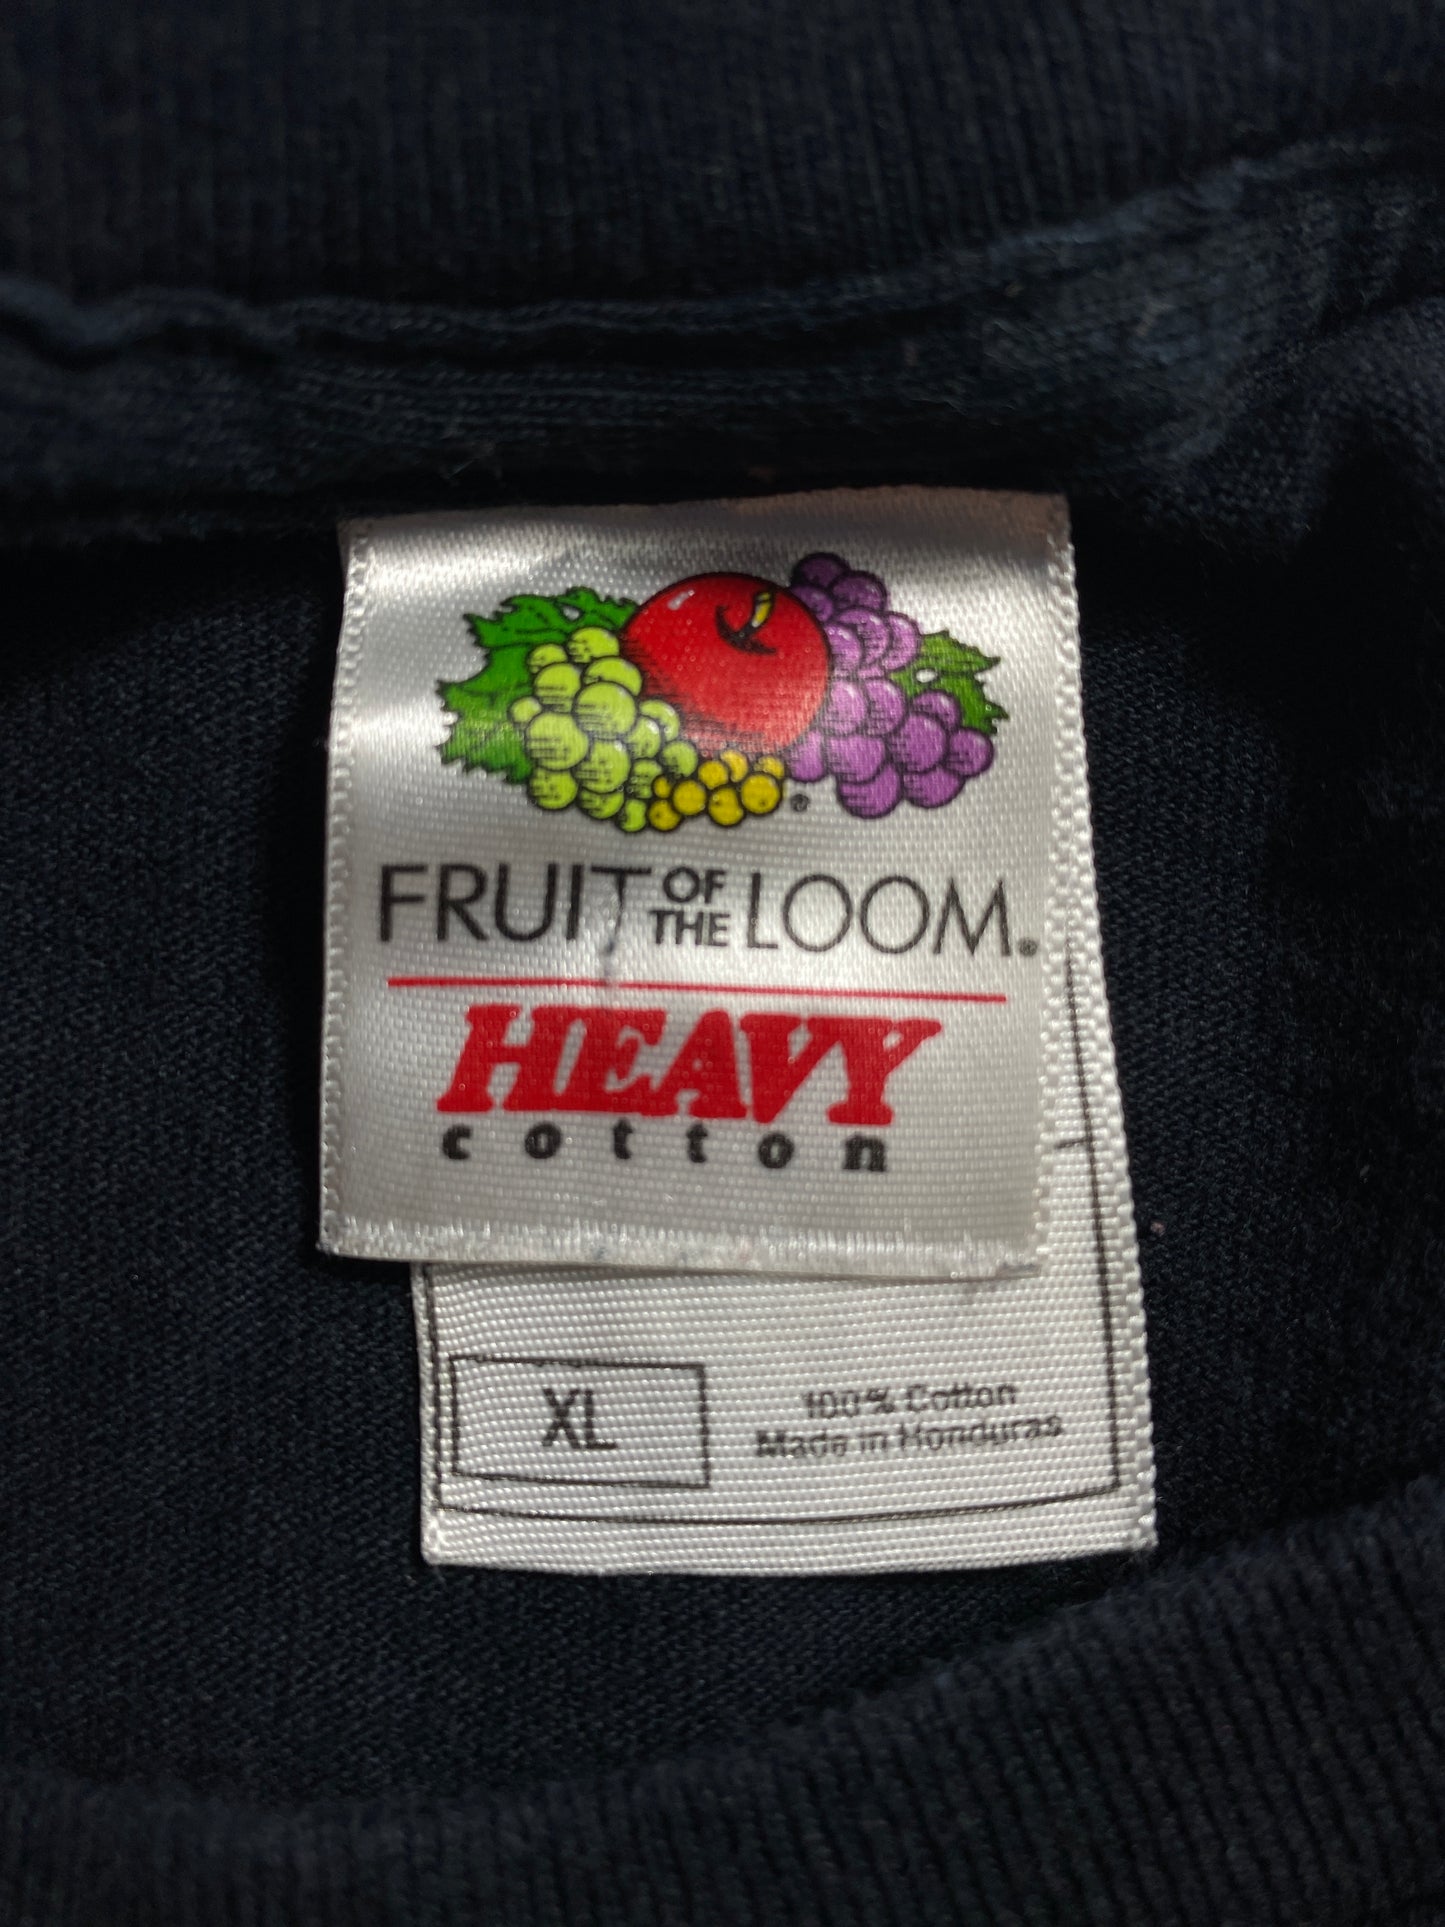 ®
FRUIT OF THE LOOM®
HEAVY
cotton
XL
100% Cotton
Made in Honduras